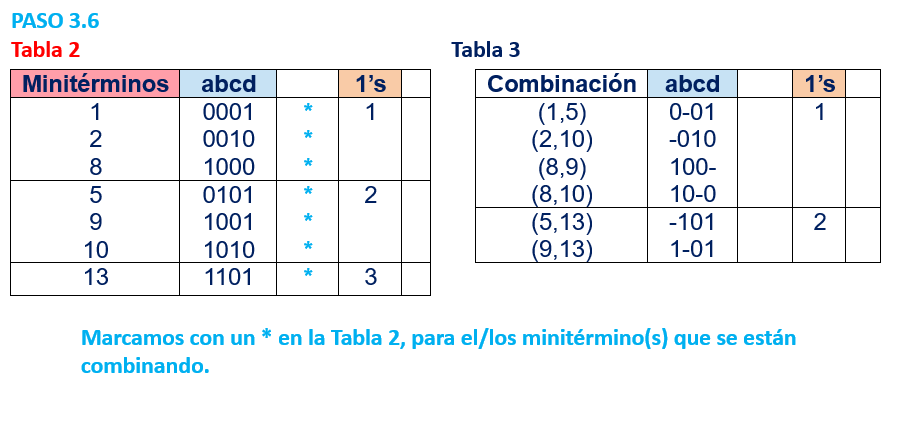 PASO 3.6
Tabla 2
Minitérminos abcd 1’s
1 0001 * 1
2 0010 *
8 1000 *
5 0101 * 2
9 1001 *
10 1010 *
13 1101 * 3
Tabla 3
Combinación abcd 1’s
(1,5) 0-01 1
(2,10) -010
(8,9) 100-
(8,10) 10-0
(5,13) -101 2
(9,13) 1-01
Marcamos con un * en la Tabla 2, para el/los minitérmino(s) que se están
combinando.